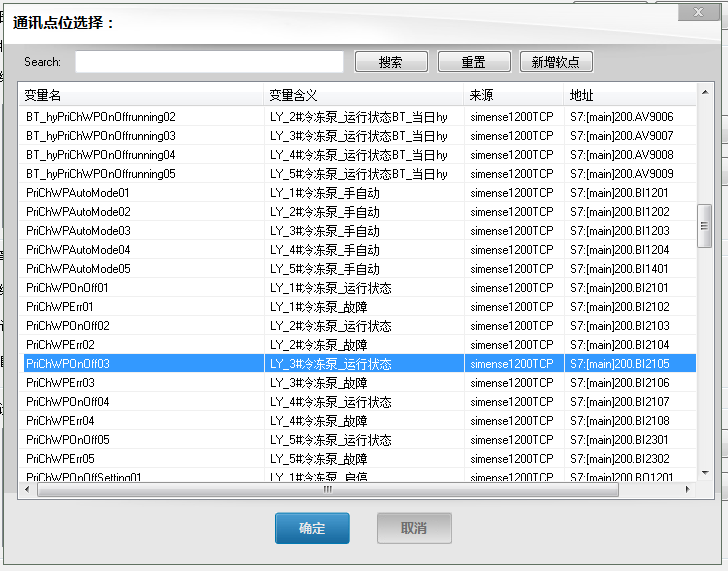 通讯点位选择：
Search:
搜索 重置 新增软点
变量名 变量含义 来源 地址
BT_hyPriChWPOnOffrunning02 LY_2#冷冻泵_运行状态BT_当日hy simense1200TCP S7:[main]200.AV9006
BT_hyPriChWPOnOffrunning03 LY_3#冷冻泵_运行状态BT_当日hy simense1200TCP S7:[main]200.AV9007
BT_hyPriChWPOnOffrunning04 LY_4#冷冻泵_运行状态BT_当日hy simense1200TCP S7:[main]200.AV9008
BT_hyPriChWPOnOffrunning05 LY_5#冷冻泵_运行状态BT_当日hy simense1200TCP S7:[main]200.AV9009
PriChWPAutoMode01 LY_1#冷冻泵_手自动 simense1200TCP S7:[main]200.BI1201
PriChWPAutoMode02 LY_2#冷冻泵_手自动 simense1200TCP S7:[main]200.BI1202
PriChWPAutoMode03 LY_3#冷冻泵_手自动 simense1200TCP S7:[main]200.BI1203
PriChWPAutoMode04 LY_4#冷冻泵_手自动 simense1200TCP S7:[main]200.BI1204
PriChWPAutoMode05 LY_5#冷冻泵_手自动 simense1200TCP S7:[main]200.BI1401
PriChWPOnOff01 LY_1#冷冻泵_运行状态 simense1200TCP S7:[main]200.BI2101
PriChWPErr01 LY_1#冷冻泵_故障 simense1200TCP S7:[main]200.BI2102
PriChWPOnOff02 LY_2#冷冻泵_运行状态 simense1200TCP S7:[main]200.BI2103
PriChWPErr02 LY_2#冷冻泵_故障 simense1200TCP S7:[main]200.BI2104
PriChWPOnOff03 LY_3#冷冻泵_运行状态 simense1200TCP S7:[main]200.BI2105
PriChWPErr03 LY_3#冷冻泵_故障 simense1200TCP S7:[main]200.BI2106
PriChWPOnOff04 LY_4#冷冻泵_运行状态 simense1200TCP S7:[main]200.BI2107
PriChWPErr04 LY_4#冷冻泵_故障 simense1200TCP S7:[main]200.BI2108
PriChWPOnOff05 LY_5#冷冻泵_运行状态 simense1200TCP S7:[main]200.BI2301
PriChWPErr05 LY_5#冷冻泵_故障 simense1200TCP S7:[main]200.BI2302
PriChWPOnOffSetting01 LY_1#冷冻泵_启停 simense1200TCP S7:[main]200.BO1201
确定 取消